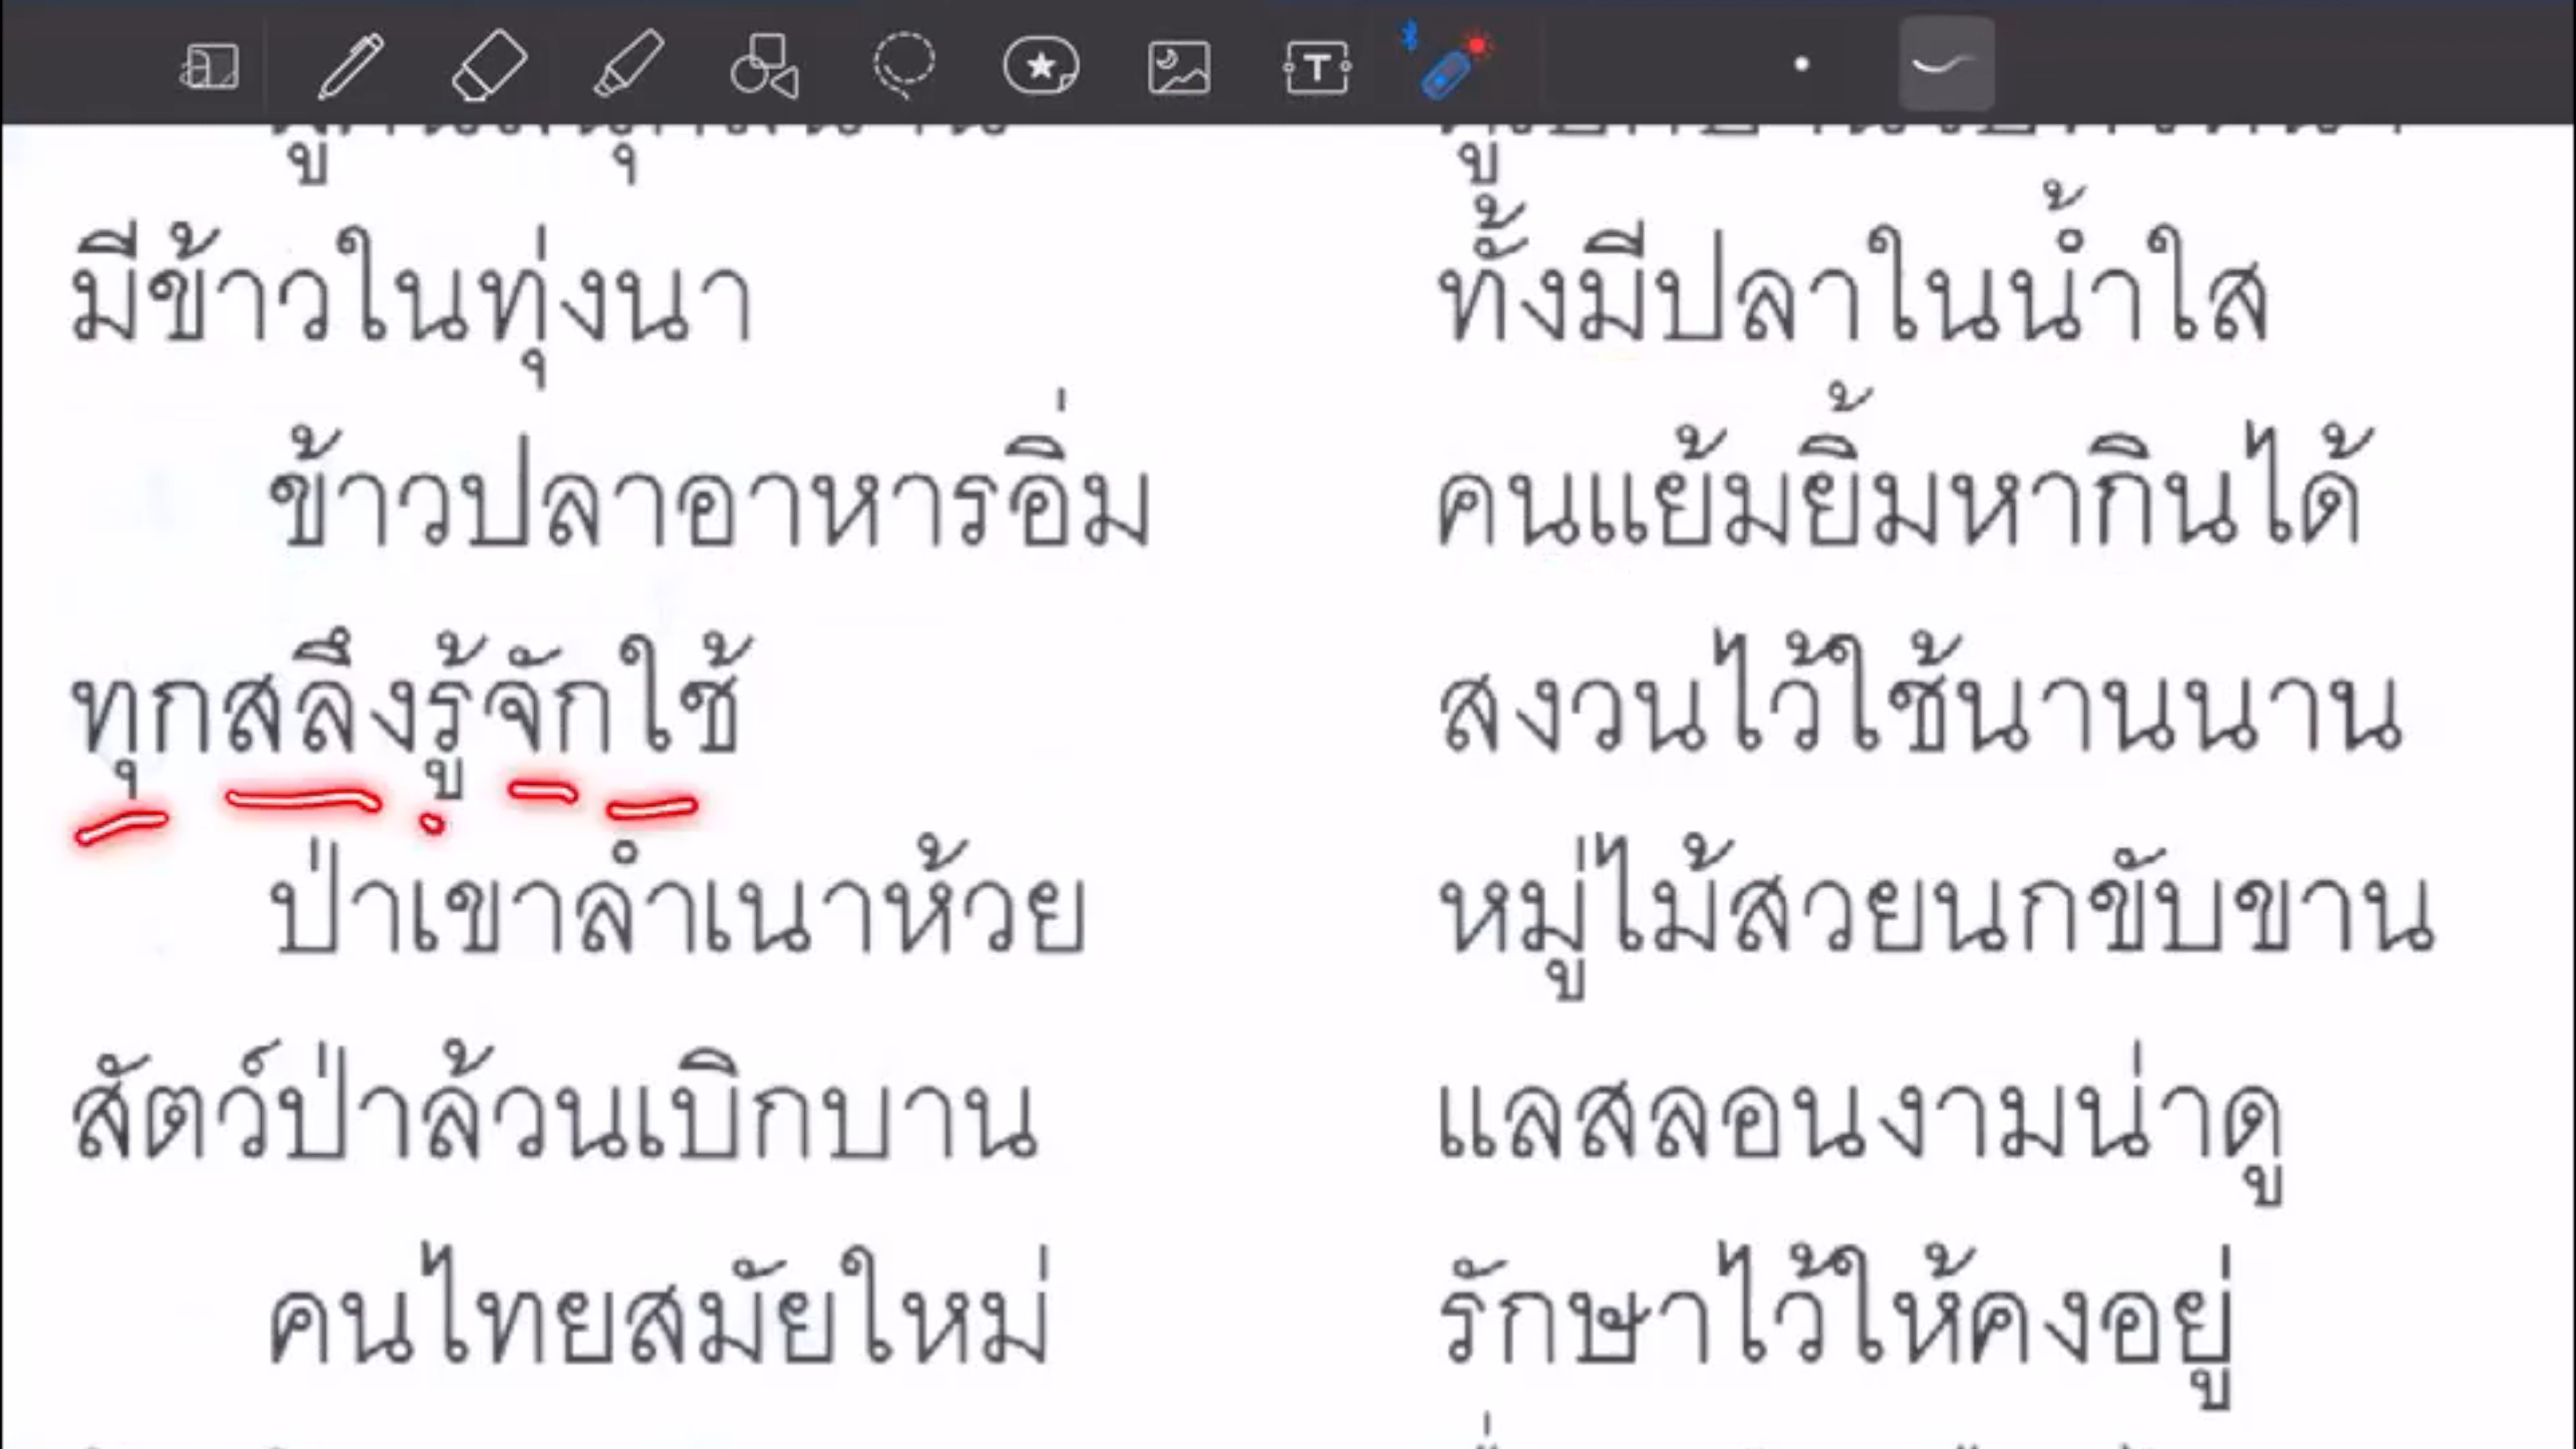 มีข้าวในทุ่งนา ทั้งมีปลาในน้ำใส
ข้าวปลาอาหารอิ่ม คนแย้มยิ้มหากินได้
ทุกสลึงรู้จักใช้ สงวนไว้ใช้นานนาน
ป่าเขาลำเนาห้วย หมู่ไม้สวยนกขับขาน
สัตว์ป่าล้วนเบิกบาน แลสลอนงามน่าดู
คนไทยสมัยใหม่ รักษาไว้ให้คงอยู่